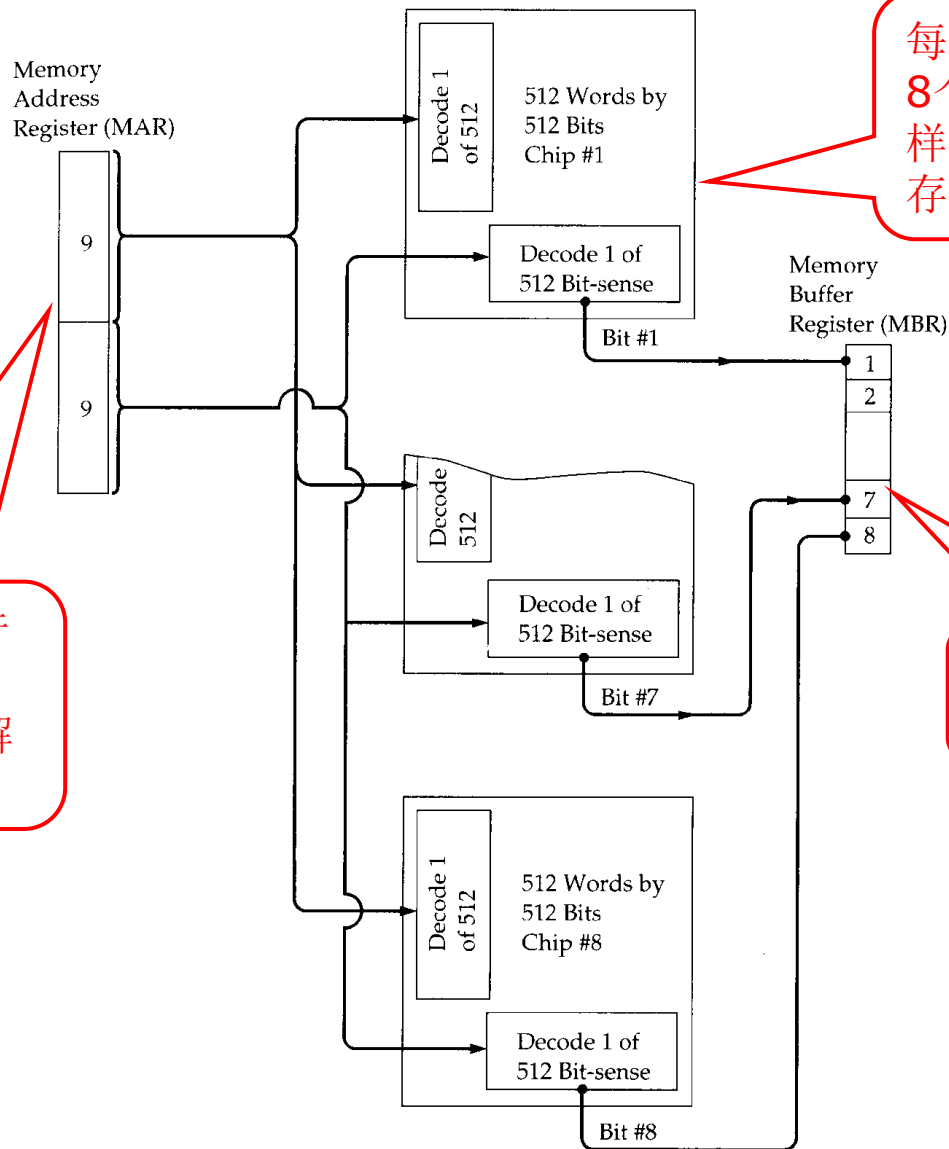 Memory
Address
Register (MAR)
9
9
Decode 1
of 512
512 Words by
512 Bits
Chip #1
Decode 1 of
512 Bit-sense
Bit #1
每
8个
样
存
Memory
Buffer
Register (MBR)
1
2
7
8
Decode
512
Decode 1 of
512 Bit-sense
Bit #7
Decode 1
of 512
512 Words by
512 Bits
Chip #8
Decode 1 of
512 Bit-sense
Bit #8